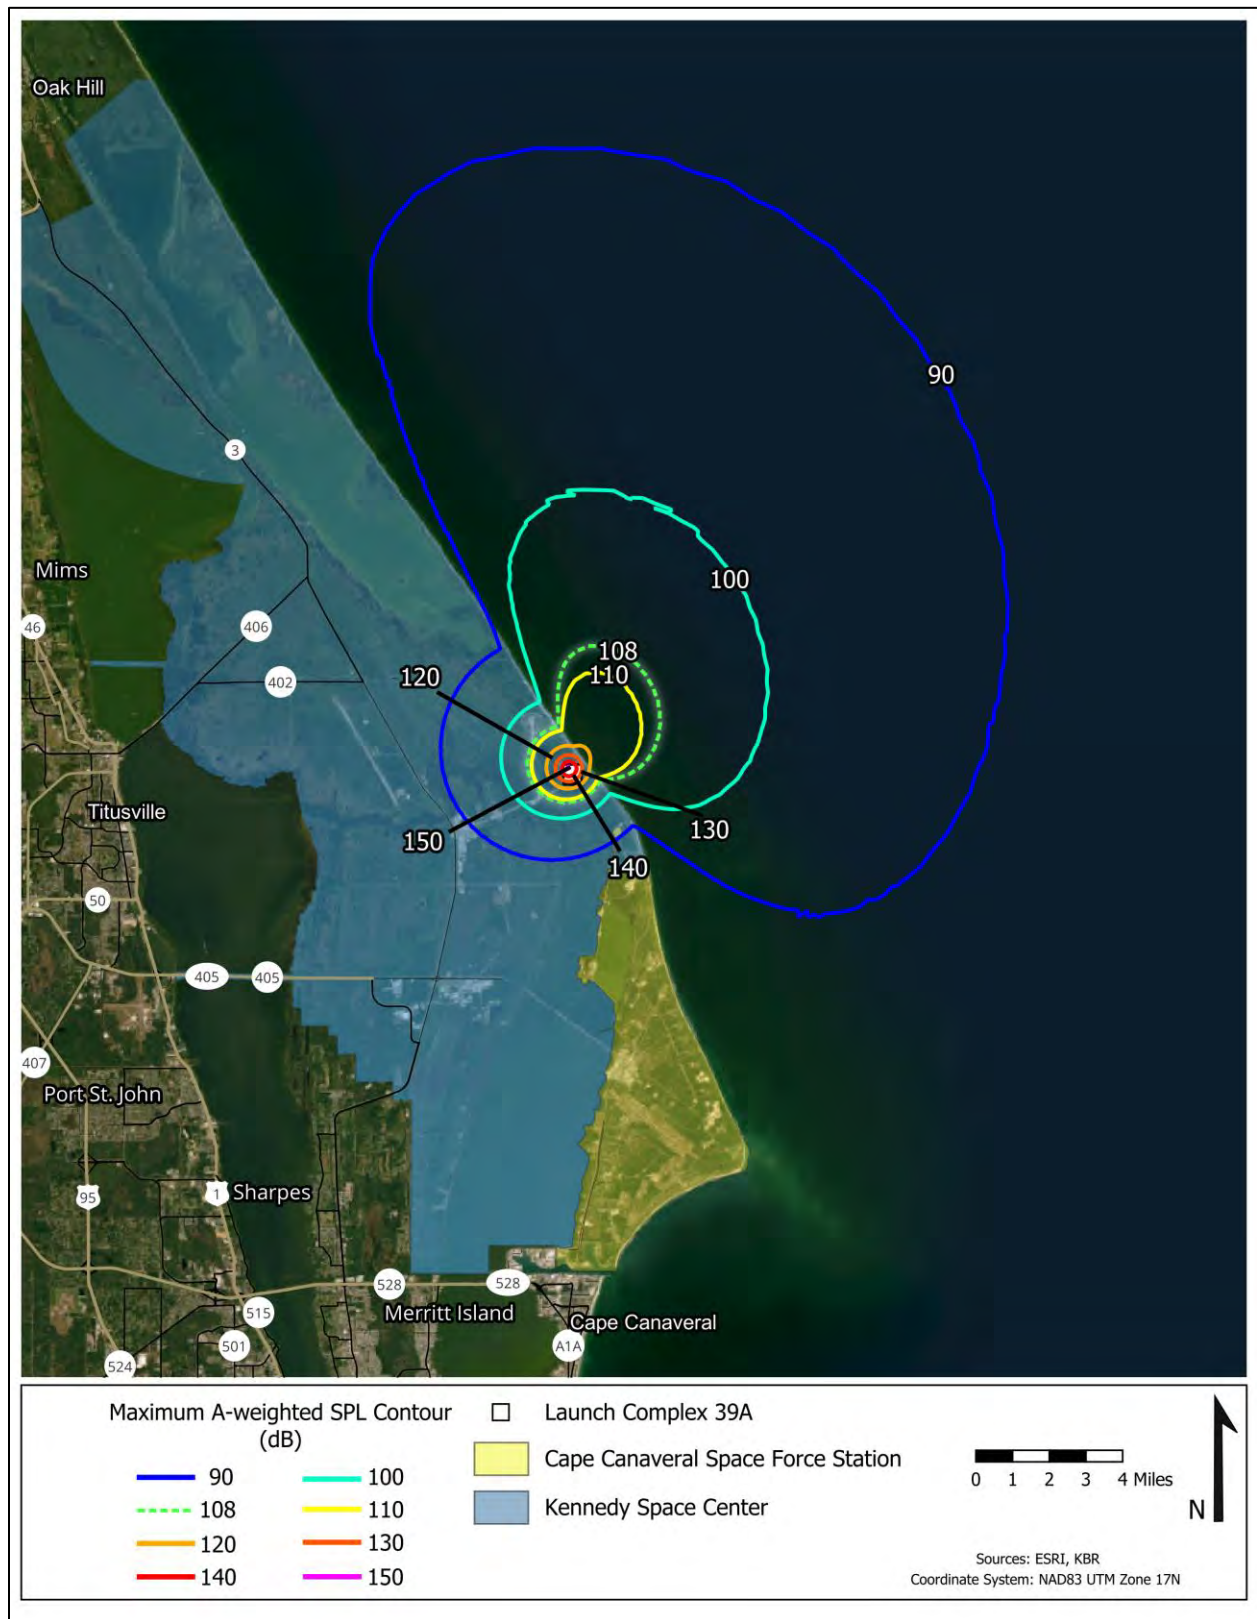 Oak Hill
90
3
100
Mims
46
406
108
110
120
402
Titusville
150
130
140
50
405
405
407
Port St. John
95
1
Sharpes
528
528
515
Merritt Island
Cape Canaveral
501
A1A
524
Maximum A-weighted SPL Contour
(dB)
90
100
108
110
120
130
140
150
Launch Complex 39A
Cape Canaveral Space Force Station
Kennedy Space Center
0 1 2 3 4 Miles
N
Sources: ESRI, KBR
Coordinate System: NAD83 UTM Zone 17N